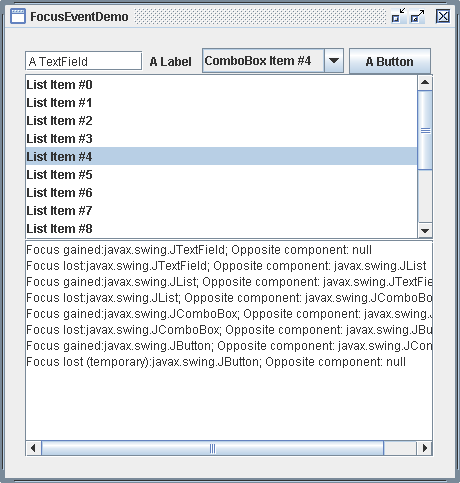 FocusEventDemo
A TextField A Label ComboBox Item #4 A Button
List Item #0
List Item #1
List Item #2
List Item #3
List Item #4
List Item #5
List Item #6
List Item #7
List Item #8
Focus gained:javax.swing.JTextField; Opposite component: null
Focus lost:javax.swing.JTextField; Opposite component: javax.swing.JList
Focus gained:javax.swing.JList; Opposite component: javax.swing.JTextFie
Focus lost:javax.swing.JList; Opposite component: javax.swing.JComboBo
Focus gained:javax.swing.JComboBox; Opposite component: javax.swing.J
Focus lost:javax.swing.JComboBox; Opposite component: javax.swing.JBu
Focus gained:javax.swing.JButton; Opposite component: javax.swing.JCom
Focus lost (temporary):javax.swing.JButton; Opposite component: null